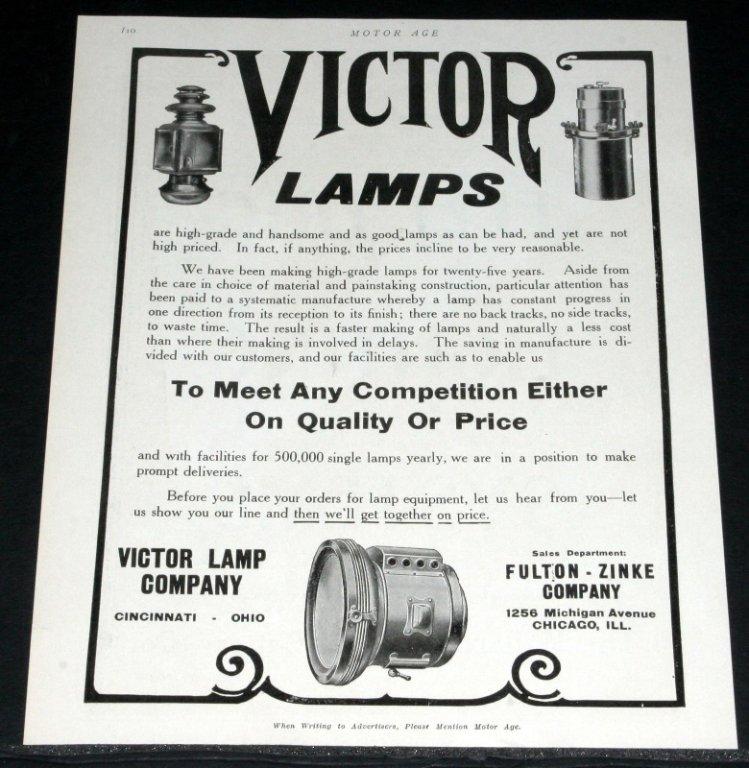 110
MOTOR AGE
VICTOR
LAMPS
are high-grade and handsome and as good lamps as can be had, and yet are not
high priced. In fact, if anything, the prices incline to be very reasonable.
We have been making high-grade lamps for twenty-five years. Aside from
the care in choice of material and painstaking construction, particular attention has
been paid to a systematic manufacture whereby a lamp has constant progress in
one direction from its reception to its finish; there are no back tracks, no side tracks,
to waste time. The result is a faster making of lamps and naturally a less cost
than where their making is involved in delays. The saving in manufacture is di-
vided with our customers, and our facilities are such as to enable us
To Meet Any Competition Either
On Quality Or Price
and with facilities for 500,000 single lamps yearly, we are in a position to make
prompt deliveries.
Before you place your orders for lamp equipment, let us hear from you—let
us show you our line and then we'll get together on price.
VICTOR LAMP
COMPANY
CINCINNATI - OHIO
Sales Department:
FULTON - ZINKE
COMPANY
1256 Michigan Avenue
CHICAGO, ILL.
When Writing to Advertisers, Please Mention Motor Age.